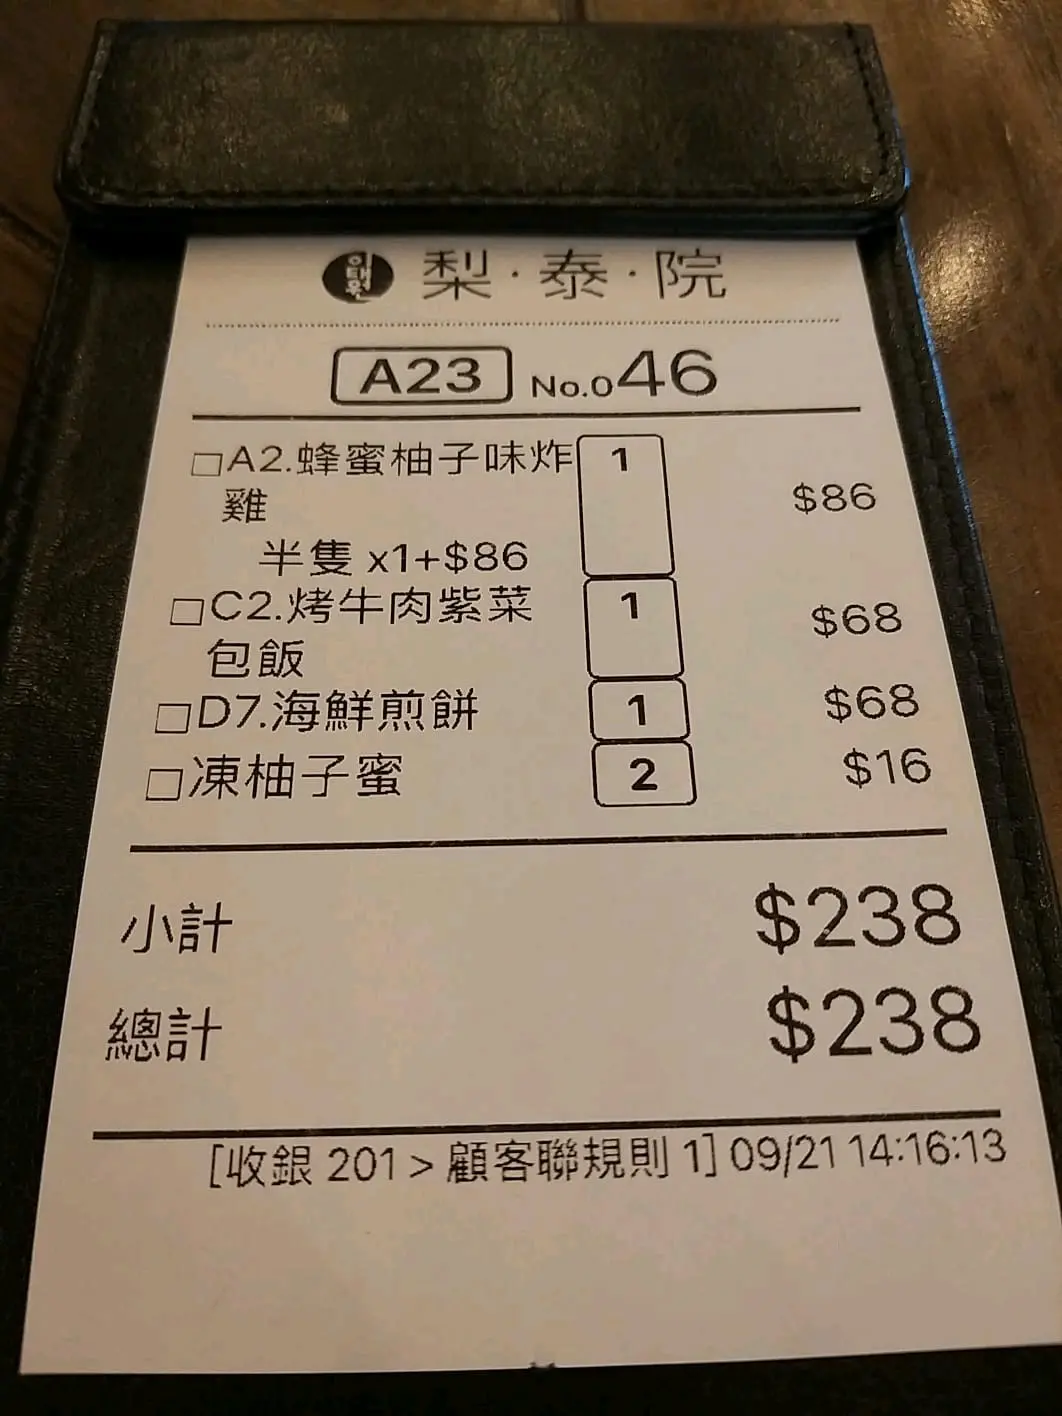 이태원 梨·泰·院
A23 No.046
□A2.蜂蜜柚子味炸 1
雞 $86
半隻 x1+$86
□C2.烤牛肉紫菜 1 $68
包飯
□D7.海鮮煎餅 1 $68
□凍柚子蜜 2 $16
小計 $238
總計 $238
[收銀 201 > 顧客聯規則 1] 09/21 14:16:13